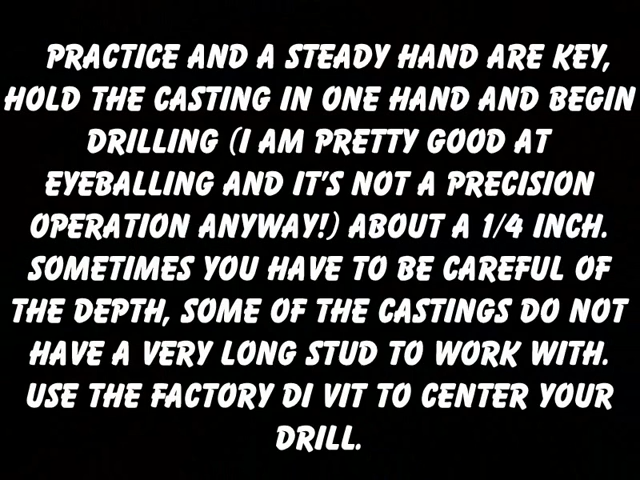 PRACTICE AND A STEADY HAND ARE KEY,
HOLD THE CASTING IN ONE HAND AND BEGIN
DRILLING (I AM PRETTY GOOD AT
EYEBALLING AND IT'S NOT A PRECISION
OPERATION ANYWAY!) ABOUT A 1/4 INCH.
SOMETIMES YOU HAVE TO BE CAREFUL OF
THE DEPTH, SOME OF THE CASTINGS DO NOT
HAVE A VERY LONG STUD TO WORK WITH.
USE THE FACTORY DI VIT TO CENTER YOUR
DRILL.